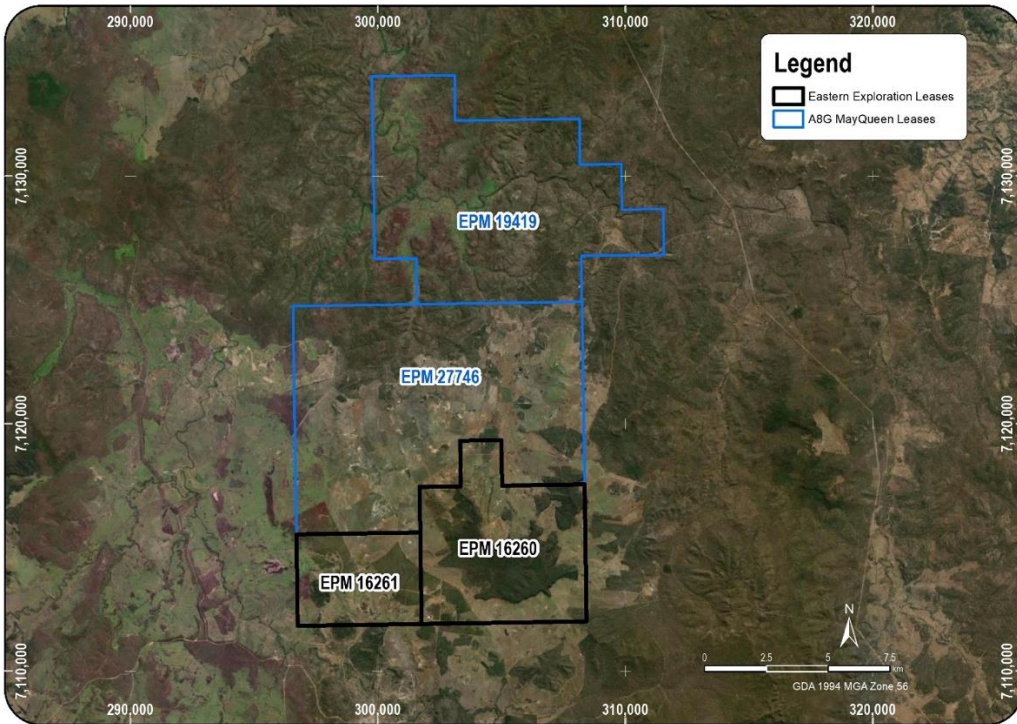 290,000
300,000
310,000
320,000
Legend
Eastern Exploration Leases
A8G MayQueen Leases
7,130,000
7,130,000
EPM 19419
EPM 27746
7,120,000
7,120,000
EPM 16260
EPM 16261
N
0 2.5 5 7.5
km
GDA 1994 MGA Zone 56
7,110,000
7,110,000
290,000
300,000
310,000
320,000